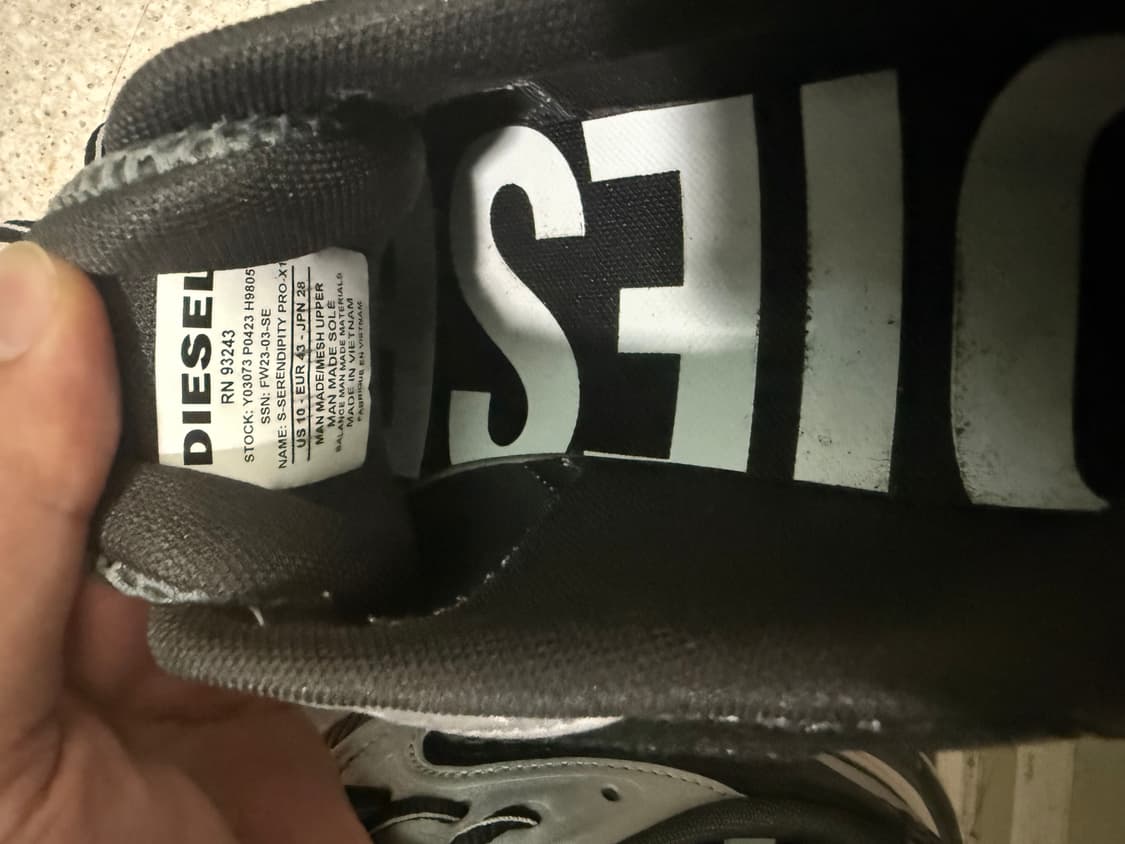 DIESEL
RN 93243
STOCK: Y03073 P0423 H9805
SSN: FW23-03-SE
NAME: S-SERENDIPITY PRO-X1
US 10 - EUR 43 - JPN 28
MAN MADE/MESH UPPER
MAN MADE SOLE
BALANCE MAN MADE MATERIALS
MADE IN VIETNAM
FABRIQUE EN VIETNAM
DIES